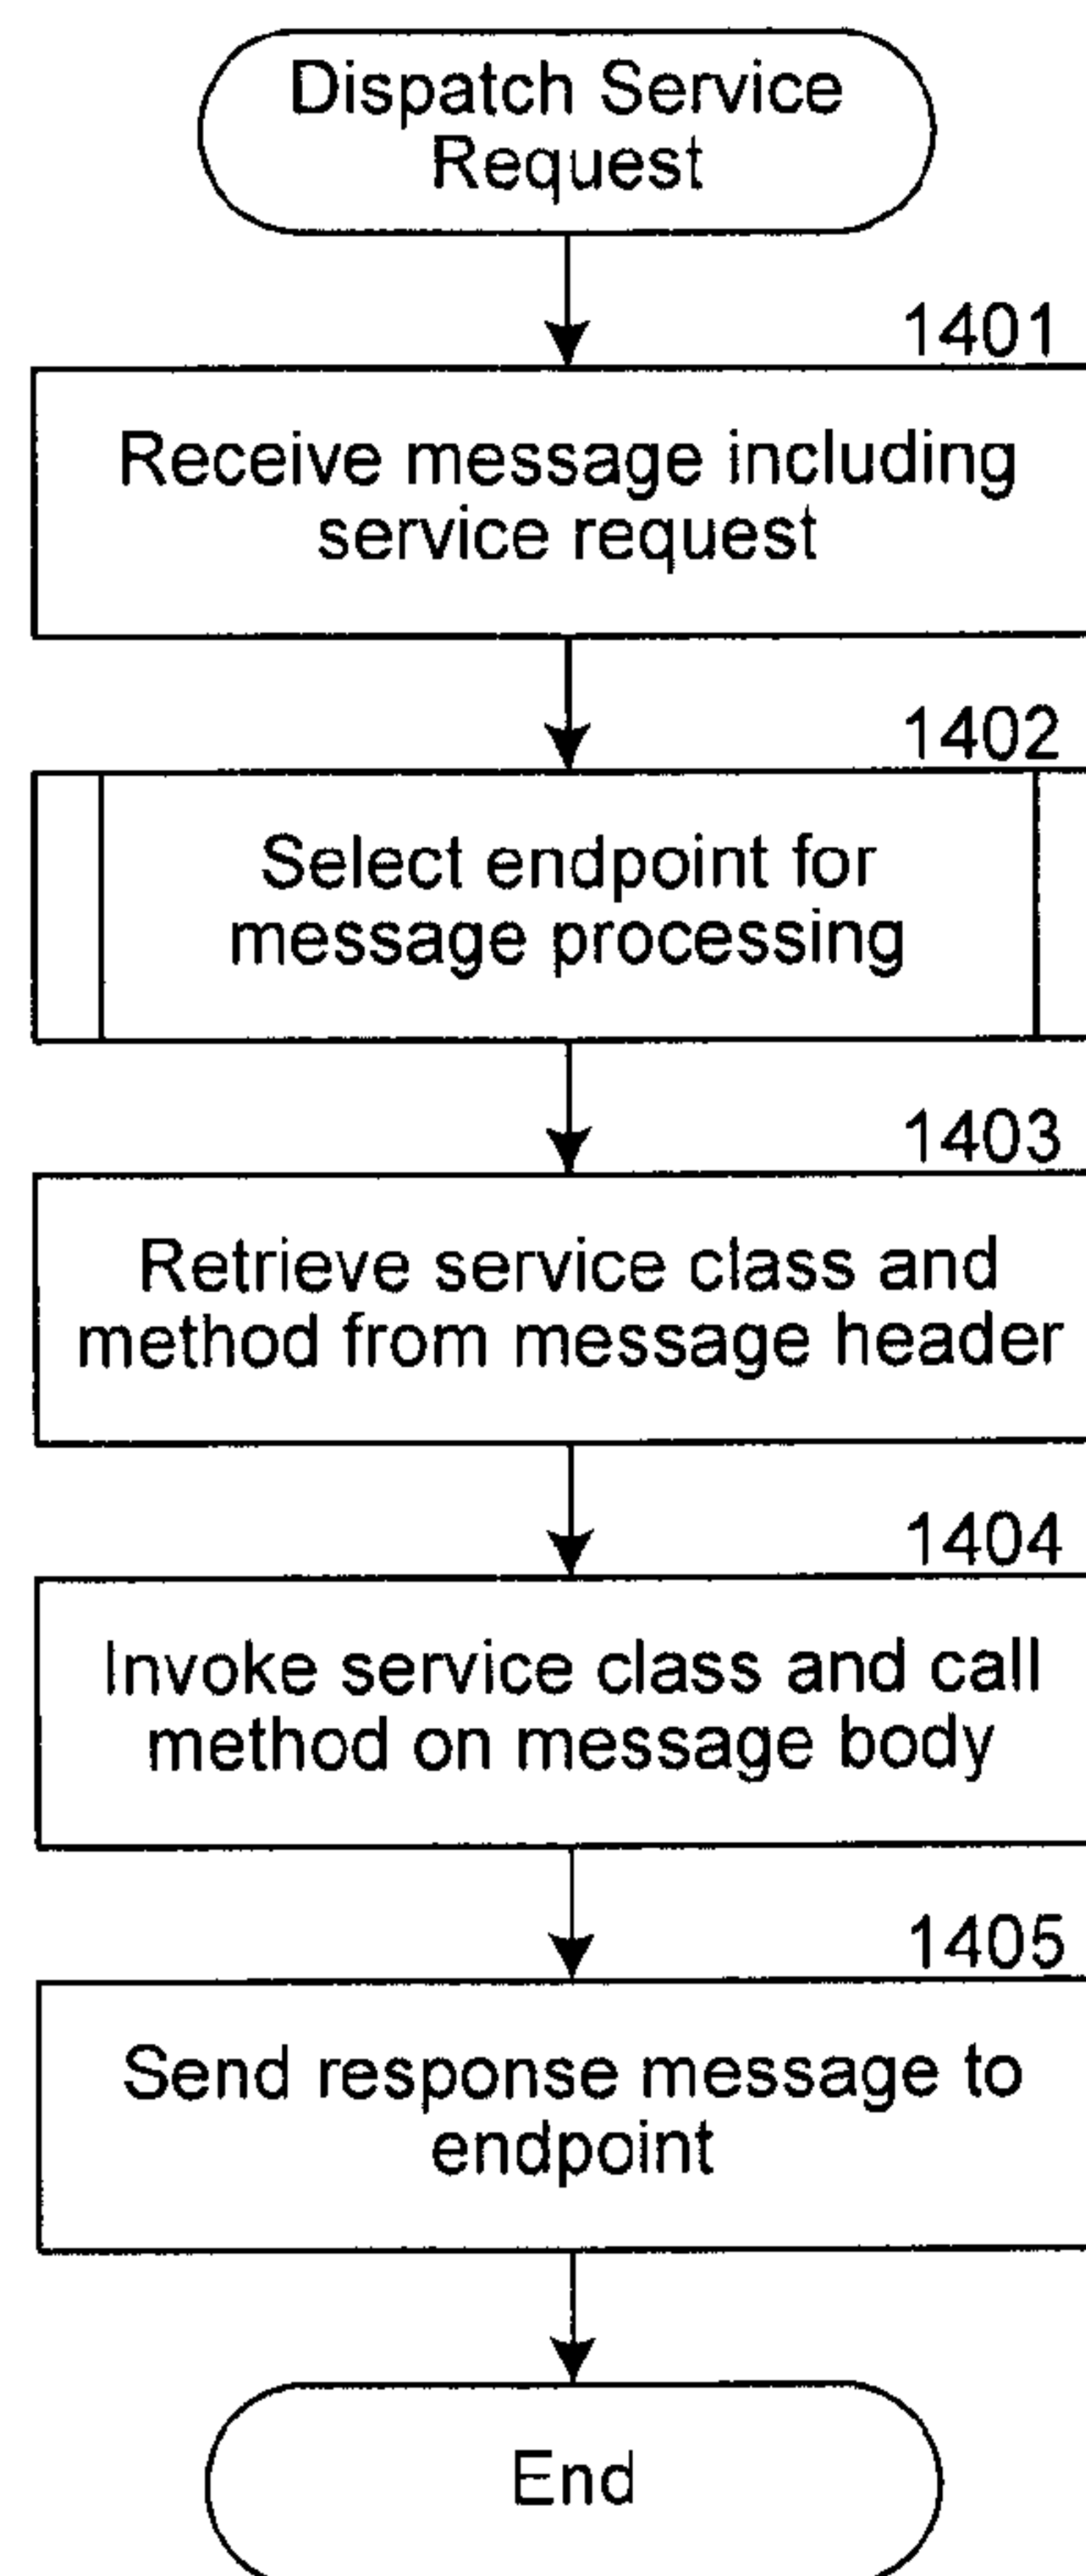 Dispatch Service
Request
1401
Receive message including
service request
1402
Select endpoint for
message processing
1403
Retrieve service class and
method from message header
1404
Invoke service class and call
method on message body
1405
Send response message to
endpoint
End